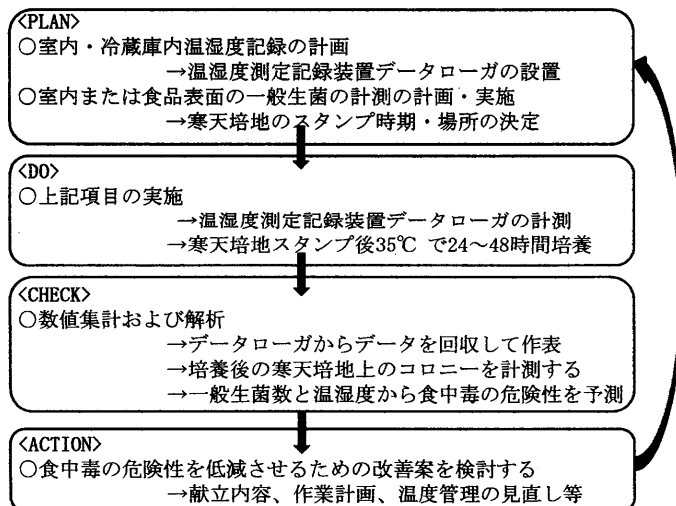 <PLAN>
○室内・冷蔵庫内温湿度記録の計画
→温湿度測定記録装置データローガの設置
○室内または食品表面の一般生菌の計測の計画・実施
→寒天培地のスタンプ時期・場所の決定
<DO>
○上記項目の実施
→温湿度測定記録装置データローガの計測
→寒天培地スタンプ後35℃ で24～48時間培養
<CHECK>
○数値集計および解析
→データローガからデータを回収して作表
→培養後の寒天培地上のコロニーを計測する
→一般生菌数と温湿度から食中毒の危険性を予測
<ACTION>
○食中毒の危険性を低減させるための改善案を検討する
→献立内容、作業計画、温度管理の見直し等